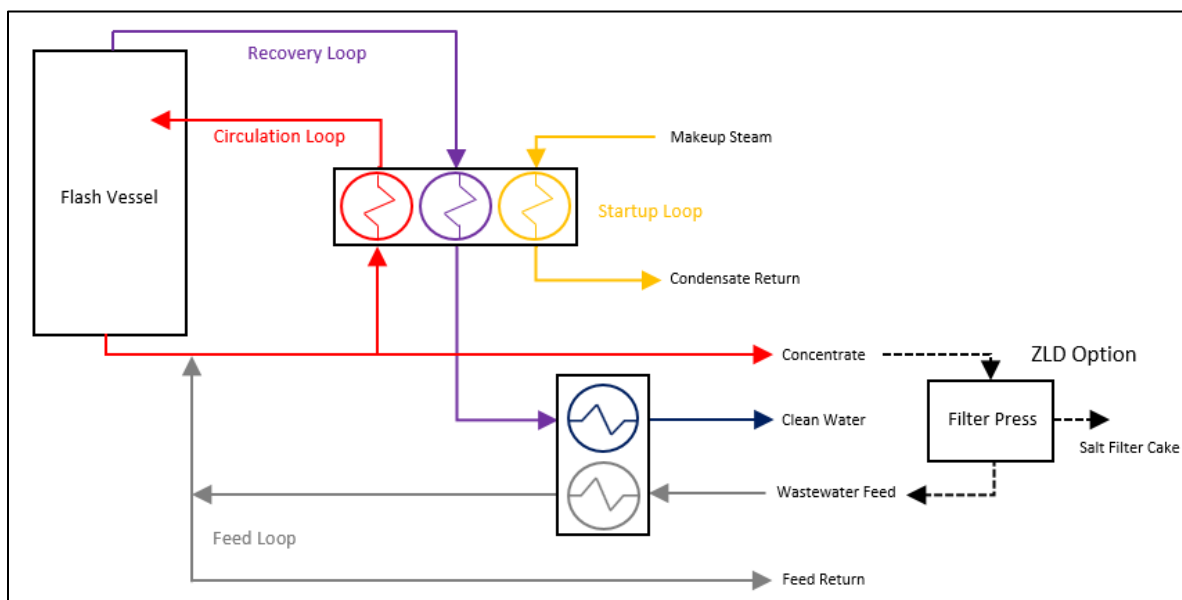 Recovery Loop
Circulation Loop
Makeup Steam
Flash Vessel
Startup Loop
Condensate Return
Concentrate
ZLD Option
Clean Water
Filter Press
Salt Filter Cake
Wastewater Feed
Feed Loop
Feed Return